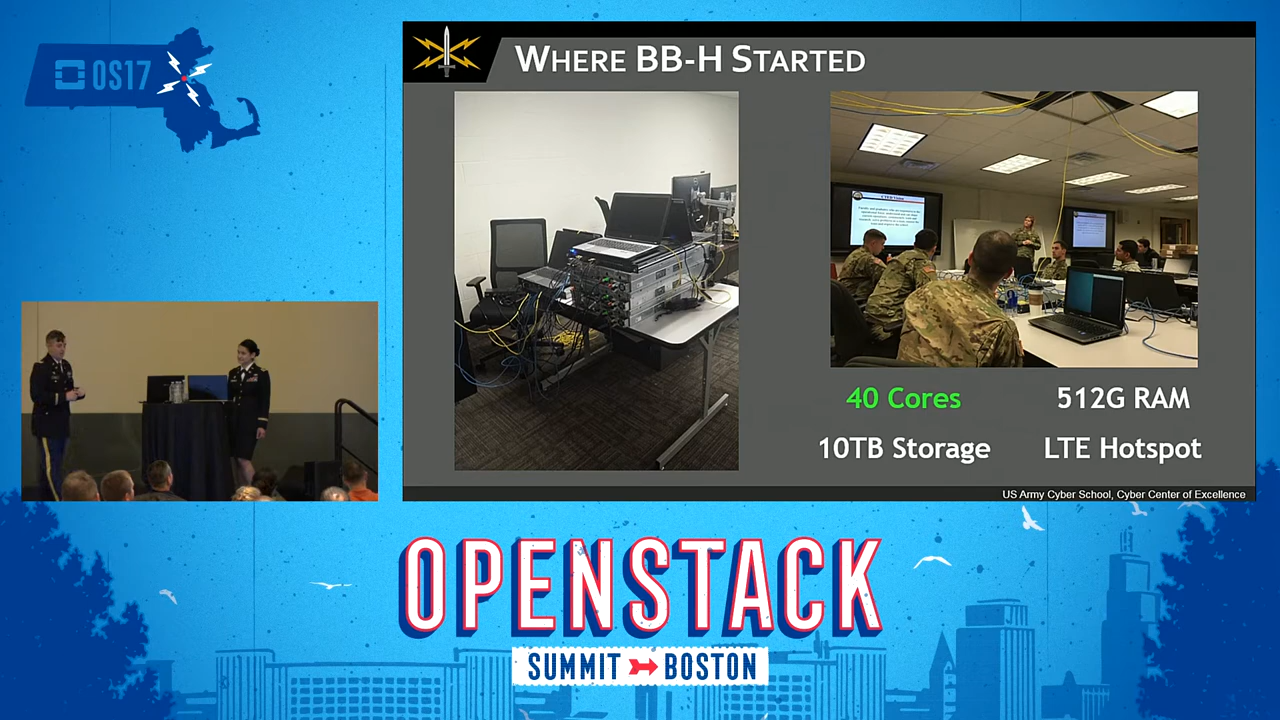 OS17
WHERE BB-H STARTED
40 Cores
512G RAM
10TB Storage
LTE Hotspot
US Army Cyber School, Cyber Center of Excellence
OPENSTACK
SUMMIT BOSTON